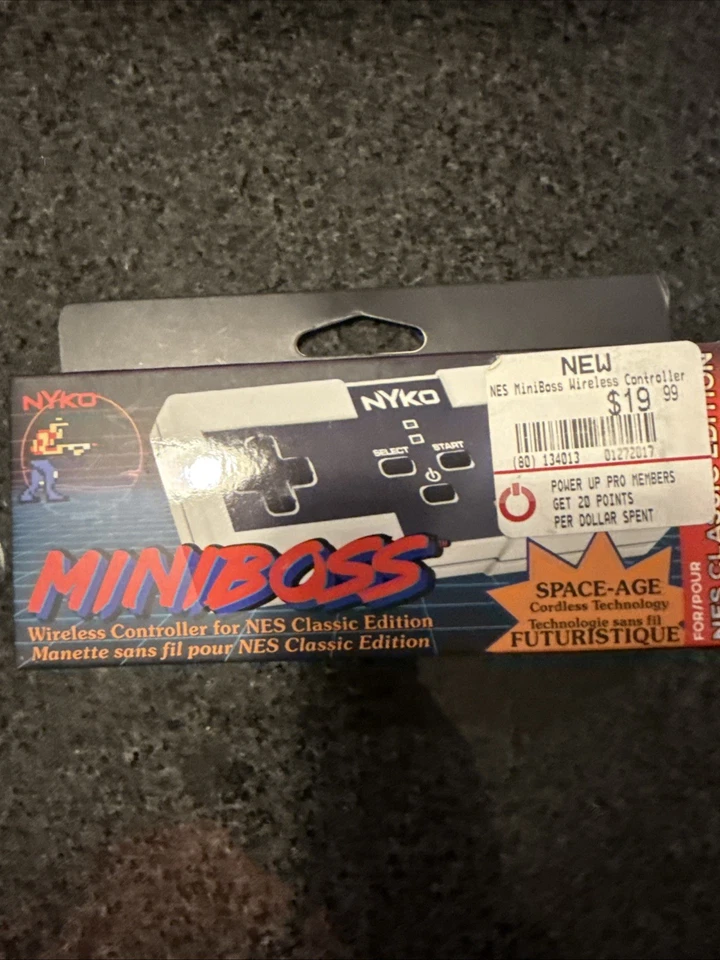 NYKO
NYKO
SELECT
START
NEW
NES MiniBoss Wireless Controller
$19 99
(80) 134013 01272017
POWER UP PRO MEMBERS
GET 20 POINTS
PER DOLLAR SPENT
MINIBOSS
Wireless Controller for NES Classic Edition
Manette sans fil pour NES Classic Edition
SPACE-AGE
Cordless Technology
Technologie sans fil
FUTURISTIQUE
FOR/POUR
NES CLASSIC EDITION